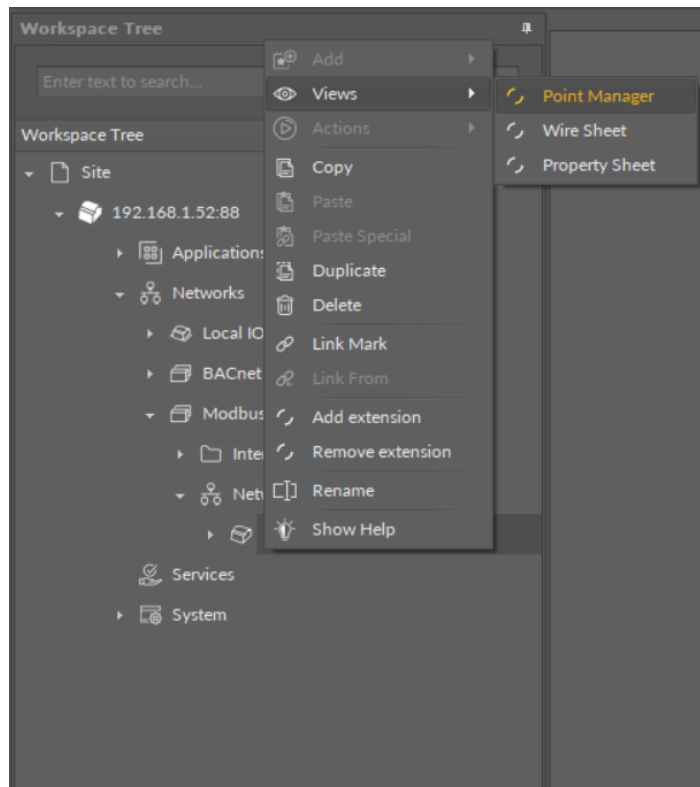 Workspace Tree
Enter text to search...
Workspace Tree
Site
192.168.1.52:88
Applications
Networks
Local IO
BACnet
Modbus
Services
System
Add
Views
Actions
Copy
Paste
Paste Special
Duplicate
Delete
Link Mark
Link From
Add extension
Remove extension
Rename
Show Help
Point Manager
Wire Sheet
Property Sheet